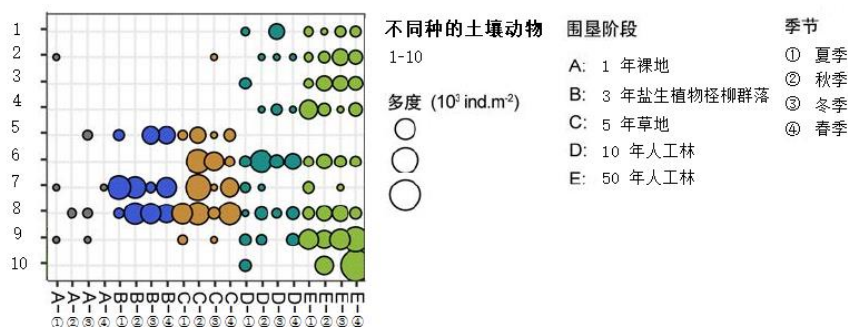 1
2
3
4
5
6
7
8
9
10
A-①
A-②
A-③
A-④
B-①
B-②
B-③
B-④
C-①
C-②
C-③
C-④
D-①
D-②
D-③
D-④
E-①
E-②
E-③
E-④
不同种的土壤动物
1-10
多度 (10³ ind.m⁻²)
围垦阶段
A: 1 年裸地
B: 3 年盐生植物柽柳群落
C: 5 年草地
D: 10 年人工林
E: 50 年人工林
季节
① 夏季
② 秋季
③ 冬季
④ 春季